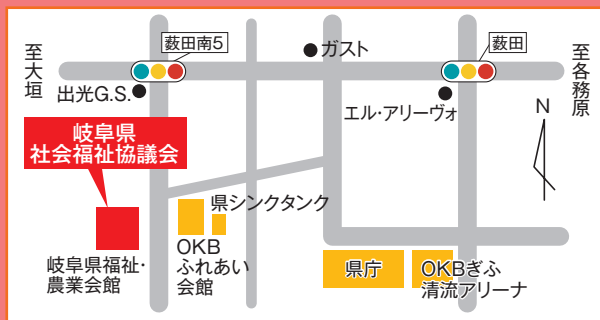 薮田南5
ガスト
薮田
至大垣
至各務原
出光G.S.
エル・アリーヴォ
N
岐阜県
社会福祉協議会
県シンクタンク
OKB
ふれあい
会館
岐阜県福祉・
農業会館
県庁
OKBぎふ
清流アリーナ